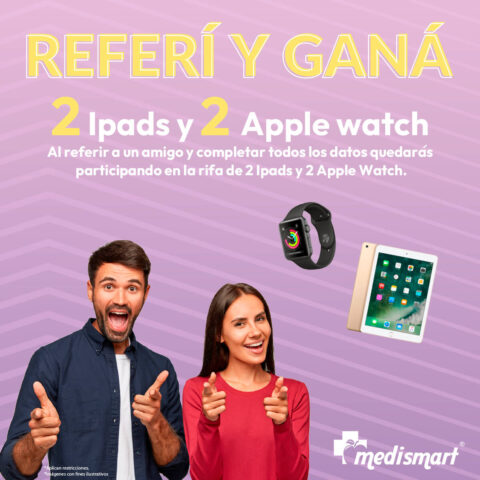 REFERÍ Y GANÁ
2 Ipads y 2 Apple watch
Al referir a un amigo y completar todos los datos quedarás
participando en la rifa de 2 Ipads y 2 Apple Watch.
medismart®
*Aplican restricciones.
*Imágenes con fines ilustrativos